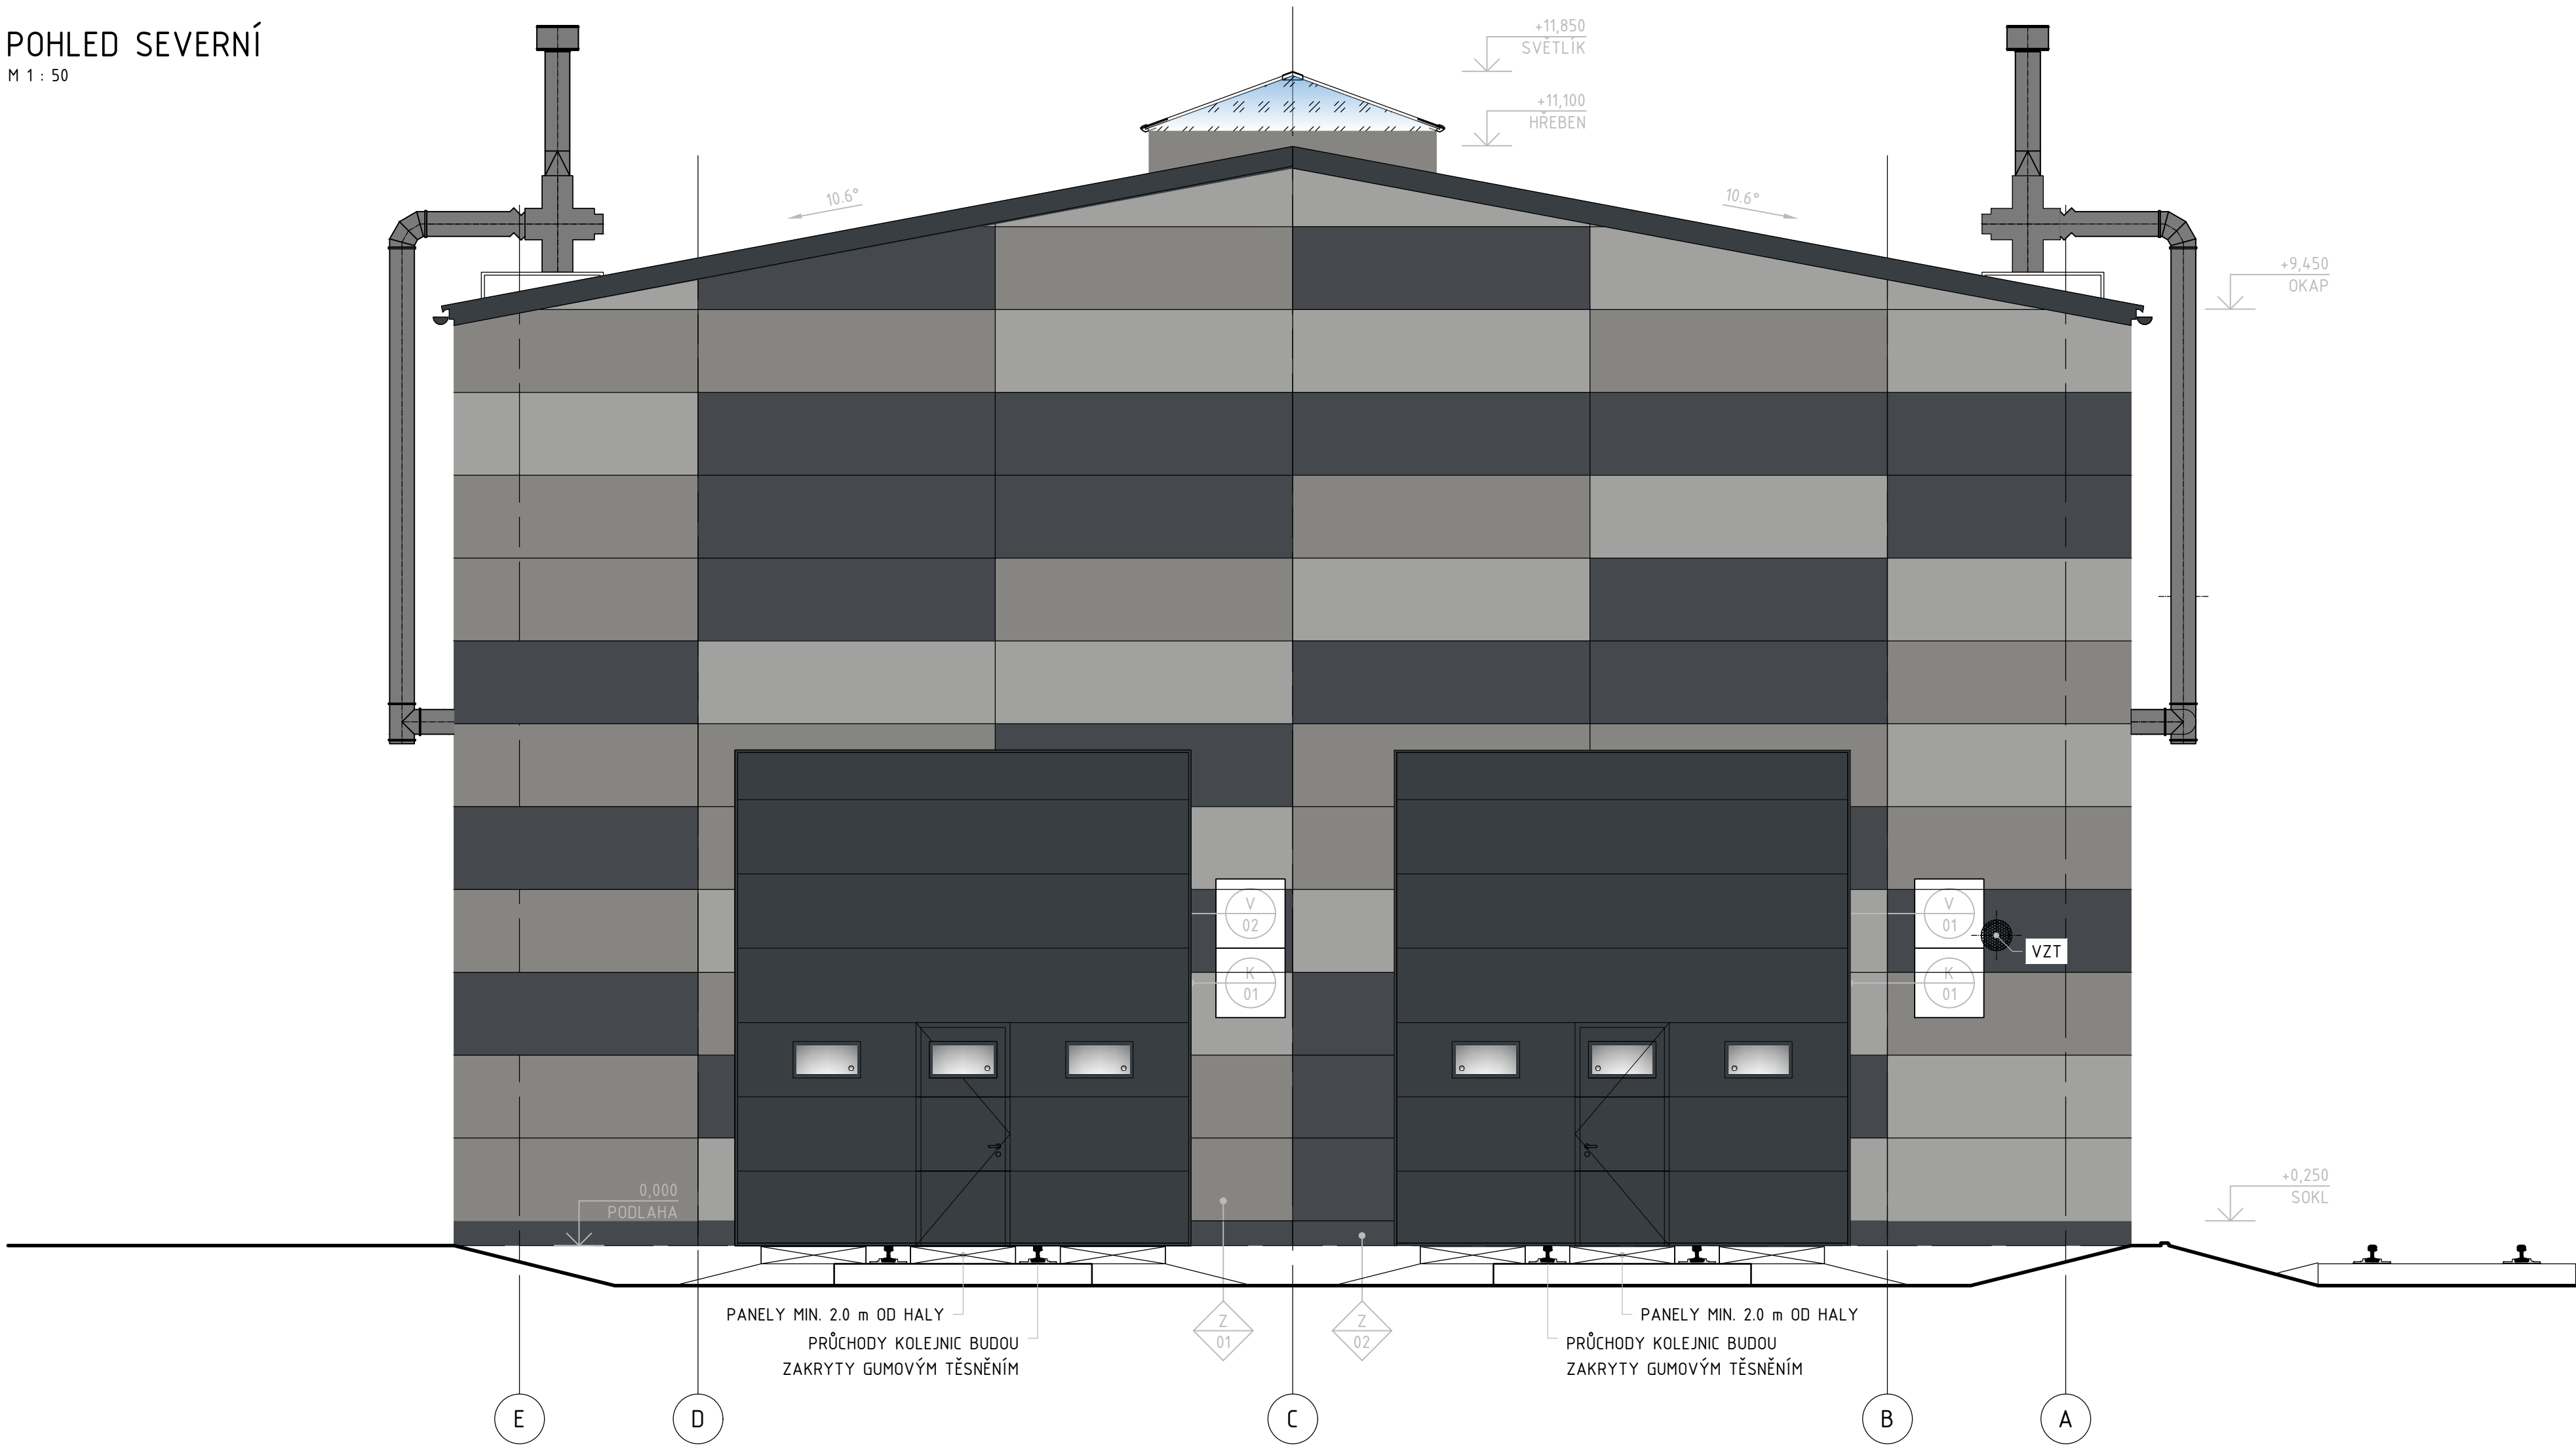 POHLED SEVERNÍ
M 1 : 50
+11,850
SVĚTLÍK
+11,100
HŘEBEN
10.6°
10.6°
+9,450
OKAP
V
02
K
01
V
01
K
01
VZT
0,000
PODLAHA
+0,250
SOKL
PANELY MIN. 2.0 m OD HALY
PRŮCHODY KOLEJNIC BUDOU
ZAKRYTY GUMOVÝM TĚSNĚNÍM
Z
01
Z
02
PANELY MIN. 2.0 m OD HALY
PRŮCHODY KOLEJNIC BUDOU
ZAKRYTY GUMOVÝM TĚSNĚNÍM
E
D
C
B
A